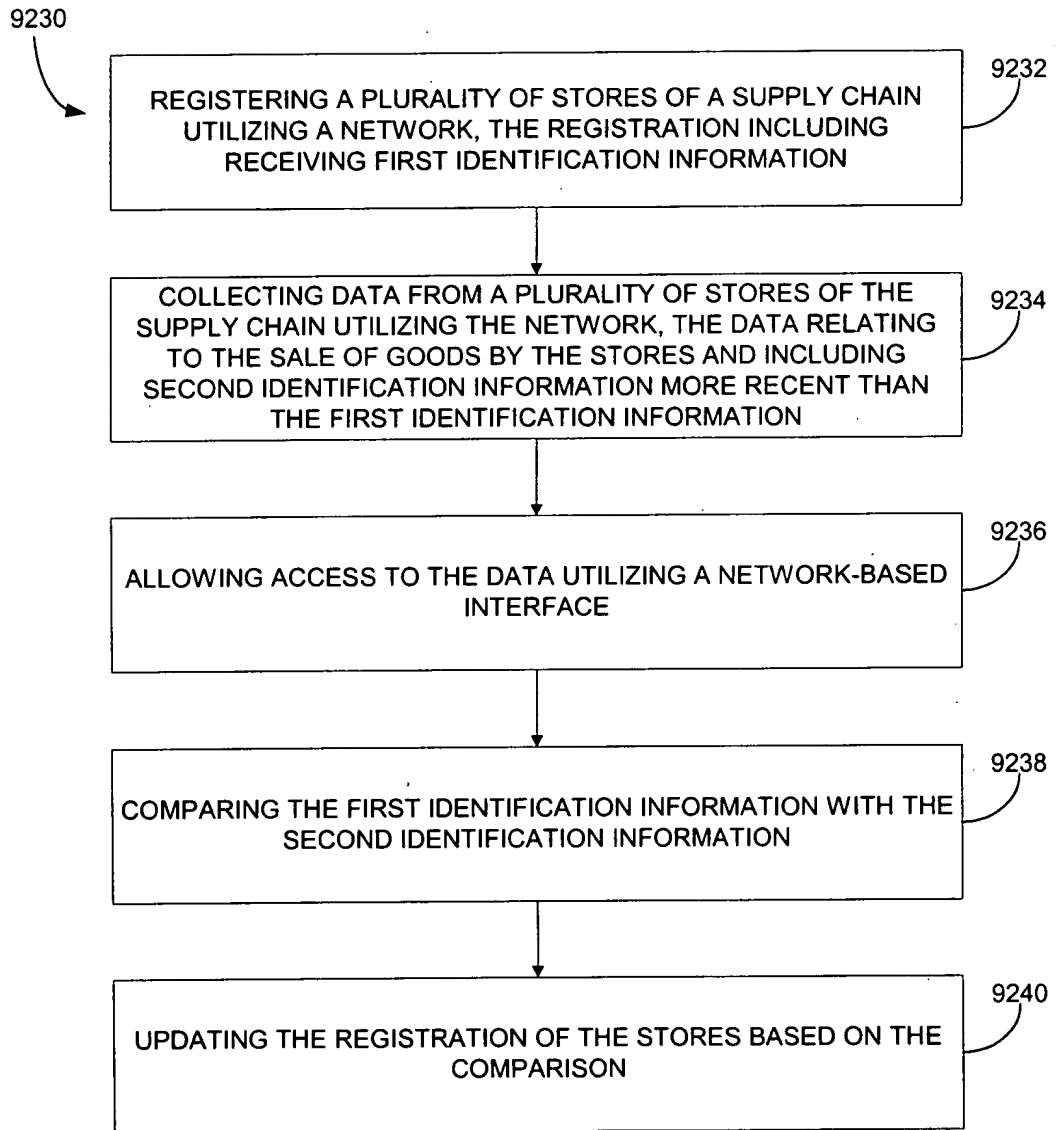 9230
9232
REGISTERING A PLURALITY OF STORES OF A SUPPLY CHAIN
UTILIZING A NETWORK, THE REGISTRATION INCLUDING
RECEIVING FIRST IDENTIFICATION INFORMATION
9234
COLLECTING DATA FROM A PLURALITY OF STORES OF THE
SUPPLY CHAIN UTILIZING THE NETWORK, THE DATA RELATING
TO THE SALE OF GOODS BY THE STORES AND INCLUDING
SECOND IDENTIFICATION INFORMATION MORE RECENT THAN
THE FIRST IDENTIFICATION INFORMATION
9236
ALLOWING ACCESS TO THE DATA UTILIZING A NETWORK-BASED
INTERFACE
9238
COMPARING THE FIRST IDENTIFICATION INFORMATION WITH THE
SECOND IDENTIFICATION INFORMATION
9240
UPDATING THE REGISTRATION OF THE STORES BASED ON THE
COMPARISON